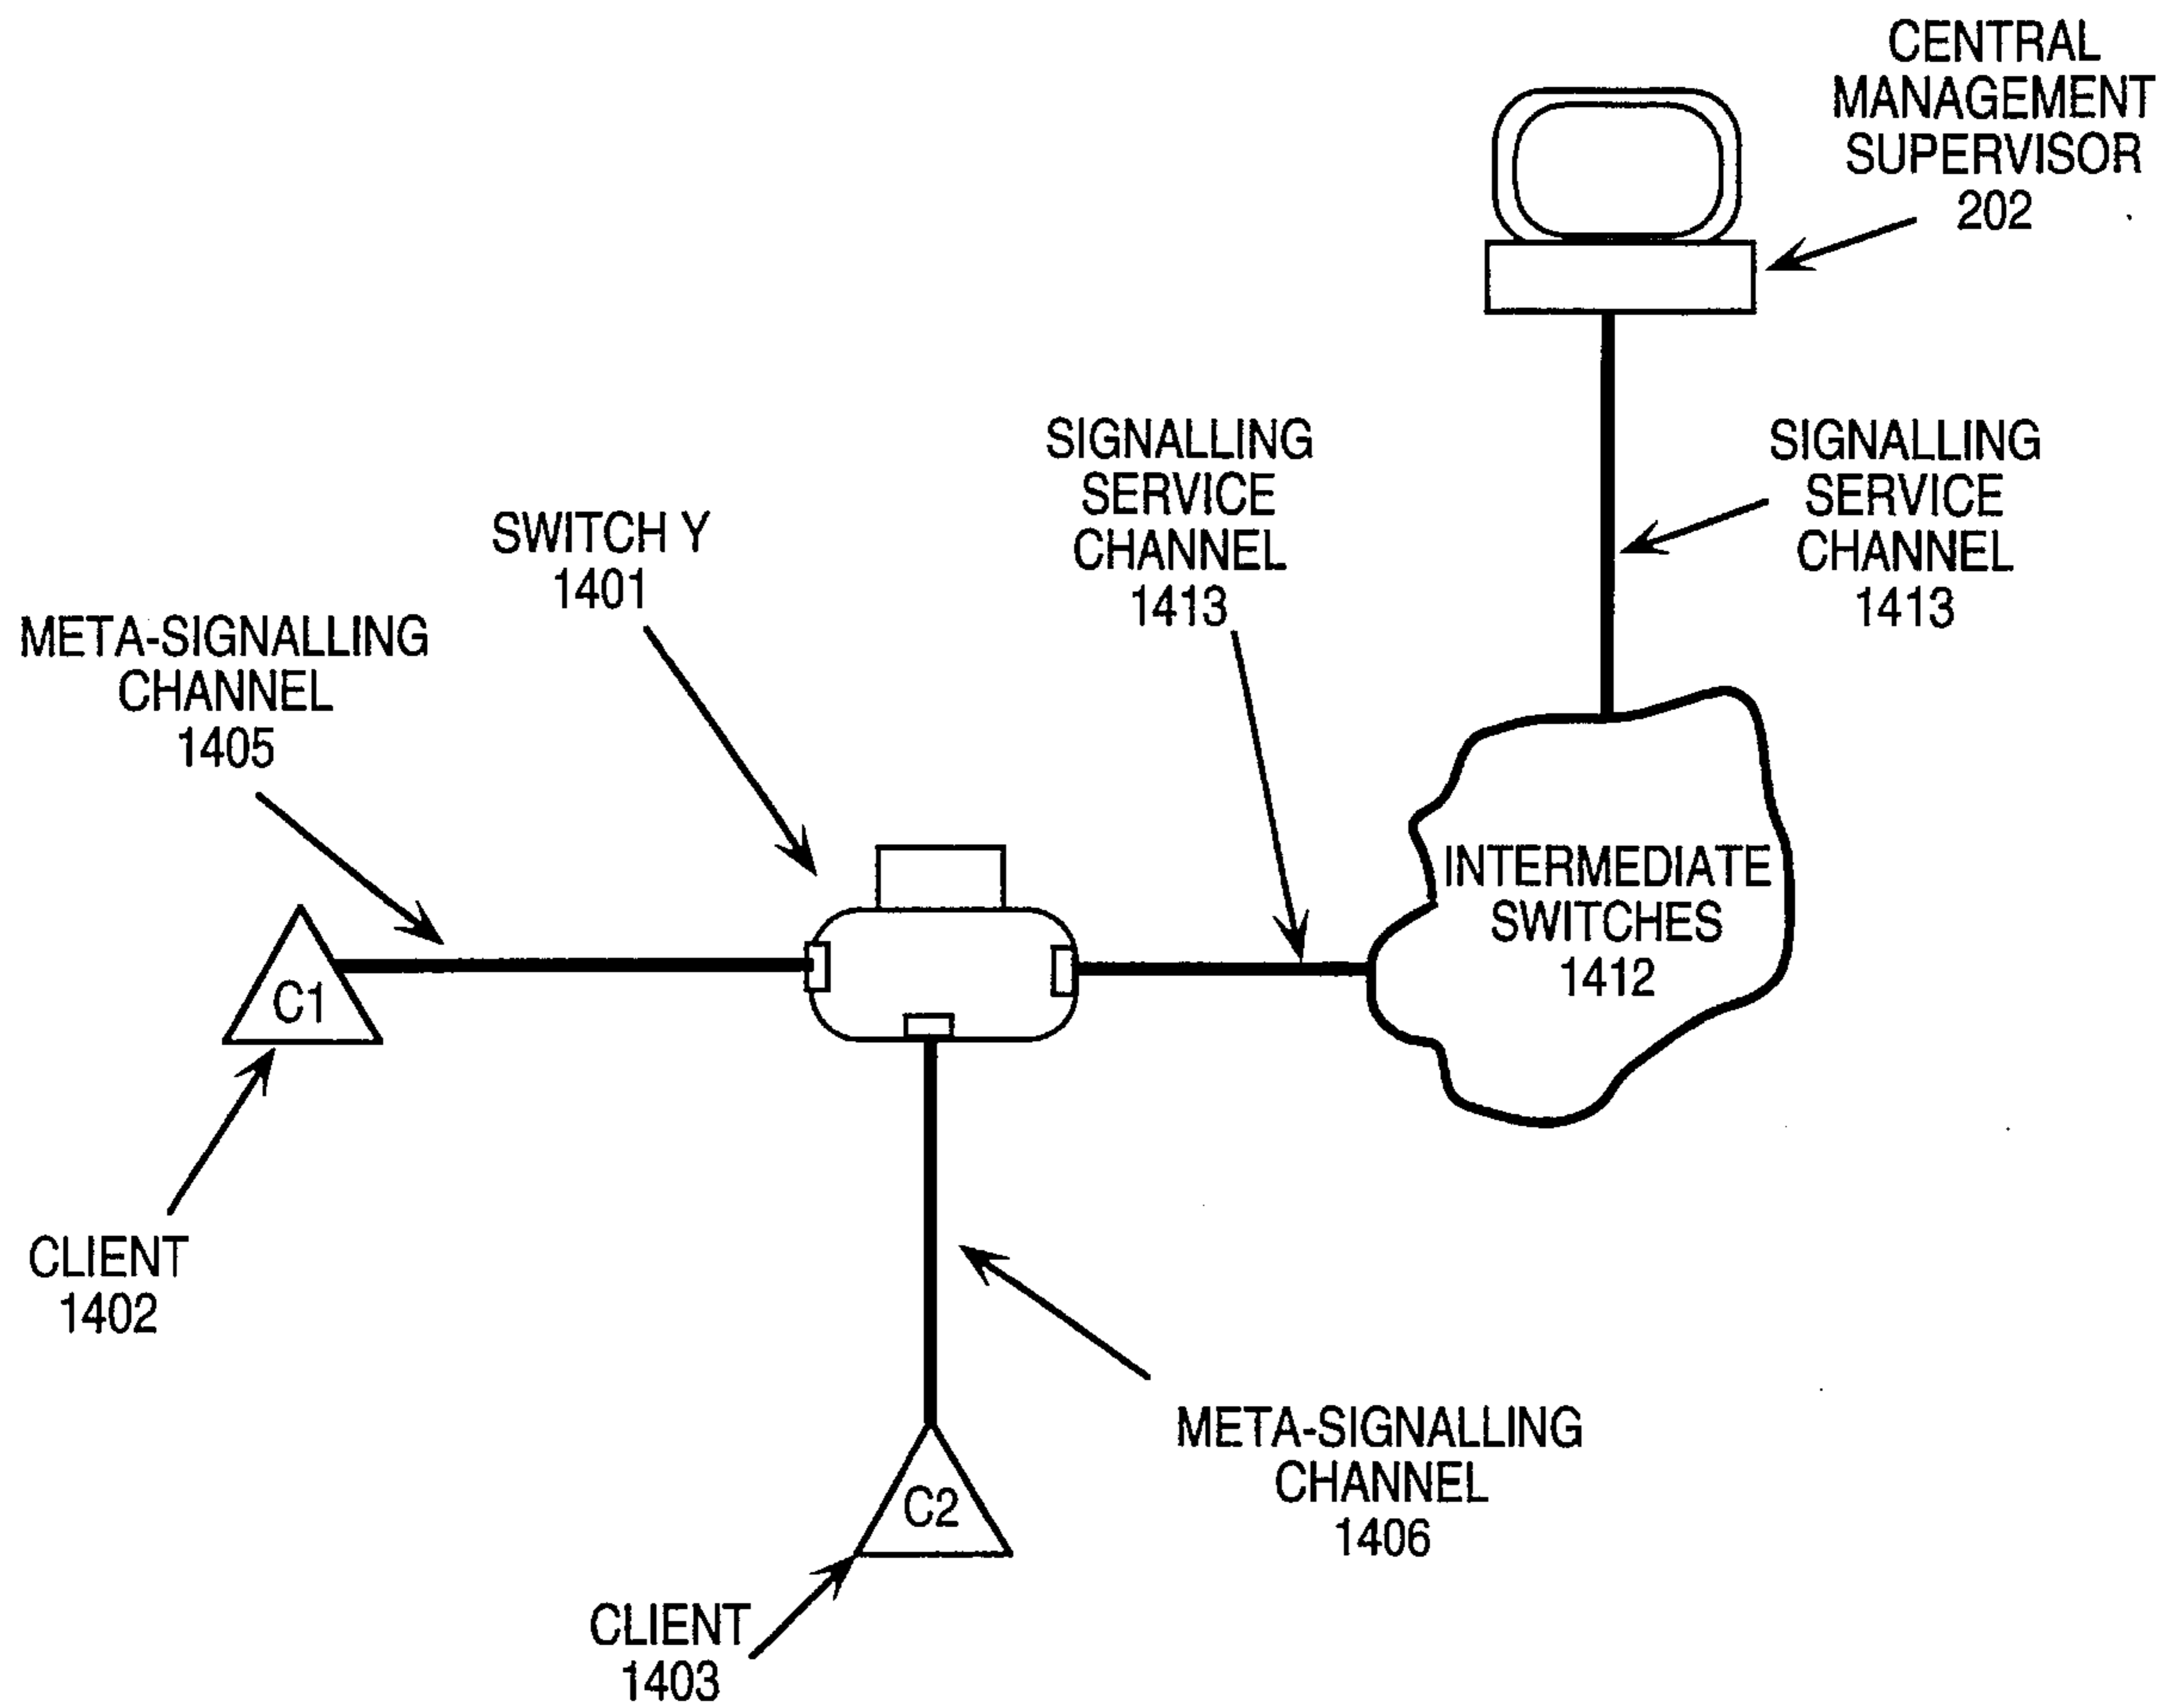 CENTRAL
MANAGEMENT
SUPERVISOR
202
SIGNALLING
SERVICE
CHANNEL
1413
SIGNALLING
SERVICE
CHANNEL
1413
SWITCH Y
1401
META-SIGNALLING
CHANNEL
1405
INTERMEDIATE
SWITCHES
1412
C1
CLIENT
1402
META-SIGNALLING
CHANNEL
1406
C2
CLIENT
1403